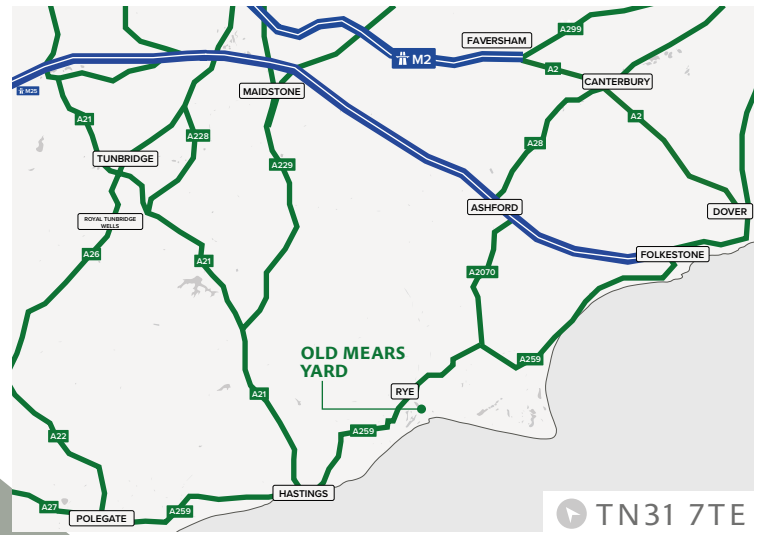 FAVERSHAM
A299
M2
A2
CANTERBURY
M25
MAIDSTONE
A21
A2
A228
A28
TUNBRIDGE
A229
ASHFORD
DOVER
ROYAL TUNBRIDGE
WELLS
A26
A21
FOLKESTONE
A2070
OLD MEARS
YARD
A259
RYE
A21
A259
A22
HASTINGS
A27
A259
POLEGATE
TN31 7TE